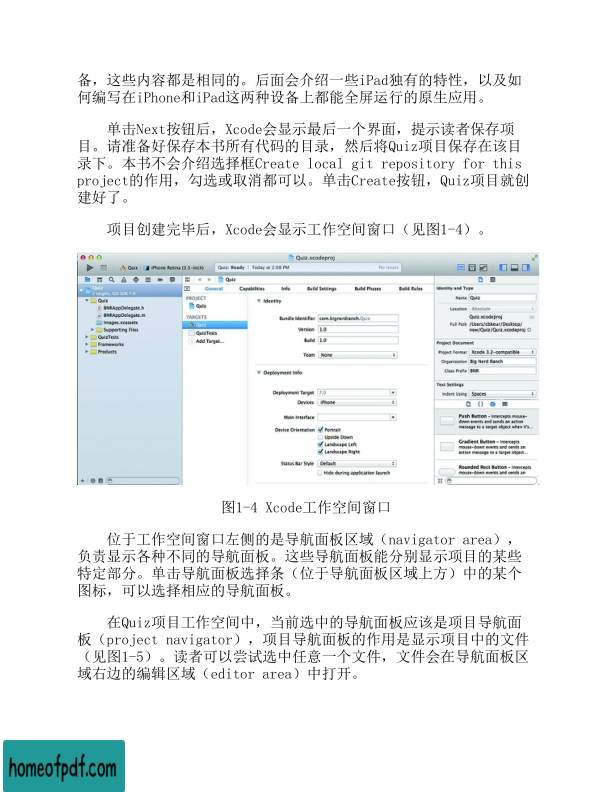 备，这些内容都是相同的。后面会介绍一些iPad独有的特性，以及如
何编写在iPhone和iPad这两种设备上都能全屏运行的原生应用。
单击Next按钮后，Xcode会显示最后一个界面，提示读者保存项
目。请准备好保存本书所有代码的目录，然后将Quiz项目保存在该目
录下。本书不会介绍选择框Create local git repository for this
project的作用，勾选或取消都可以。单击Create按钮，Quiz项目就创
建好了。
项目创建完毕后，Xcode会显示工作空间窗口（见图1-4）。
Quiz.xcodeproj
Quiz iPhone Retina (3.5-inch)
Quiz: Ready Today at 2:08 PM
No Issues
Quiz
2 targets, iOS SDK 7.0
Quiz
BNRAppDelegate.h
BNRAppDelegate.m
Images.xcassets
Supporting Files
QuizTests
Frameworks
Products
Quiz
General Capabilities Info Build Settings Build Phases Build Rules
PROJECT
Quiz
TARGETS
Quiz
QuizTests
Add Target...
Identity
Bundle Identifier com.bignerdranch.Quiz
Version 1.0
Build 1.0
Team None
Deployment Info
Deployment Target 7.0
Devices iPhone
Main Interface
Device Orientation Portrait
Upside Down
Landscape Left
Landscape Right
Status Bar Style Default
Hide during application launch
Identity and Type
Name Quiz
Location Absolute
Quiz.xcodeproj
Full Path /Users/cbkeur/Desktop/
new/Quiz/Quiz.xcodeproj
Project Document
Project Format Xcode 3.2-compatible
Organization Big Nerd Ranch
Class Prefix BNR
Text Settings
Indent Using Spaces
Push Button - Intercepts mouse-
down events and sends an action
message to a target object when it's...
Gradient Button - Intercepts
mouse-down events and sends an
action message to a target object...
Rounded Rect Button - Intercepts
mouse-down events and sends an
图1-4 Xcode工作空间窗口
位于工作空间窗口左侧的是导航面板区域（navigator area），
负责显示各种不同的导航面板。这些导航面板能分别显示项目的某些
特定部分。单击导航面板选择条（位于导航面板区域上方）中的某个
图标，可以选择相应的导航面板。
在Quiz项目工作空间中，当前选中的导航面板应该是项目导航面
板（project navigator），项目导航面板的作用是显示项目中的文件
（见图1-5）。读者可以尝试选中任意一个文件，文件会在导航面板区
域右边的编辑区域（editor area）中打开。
homeofpdf.com